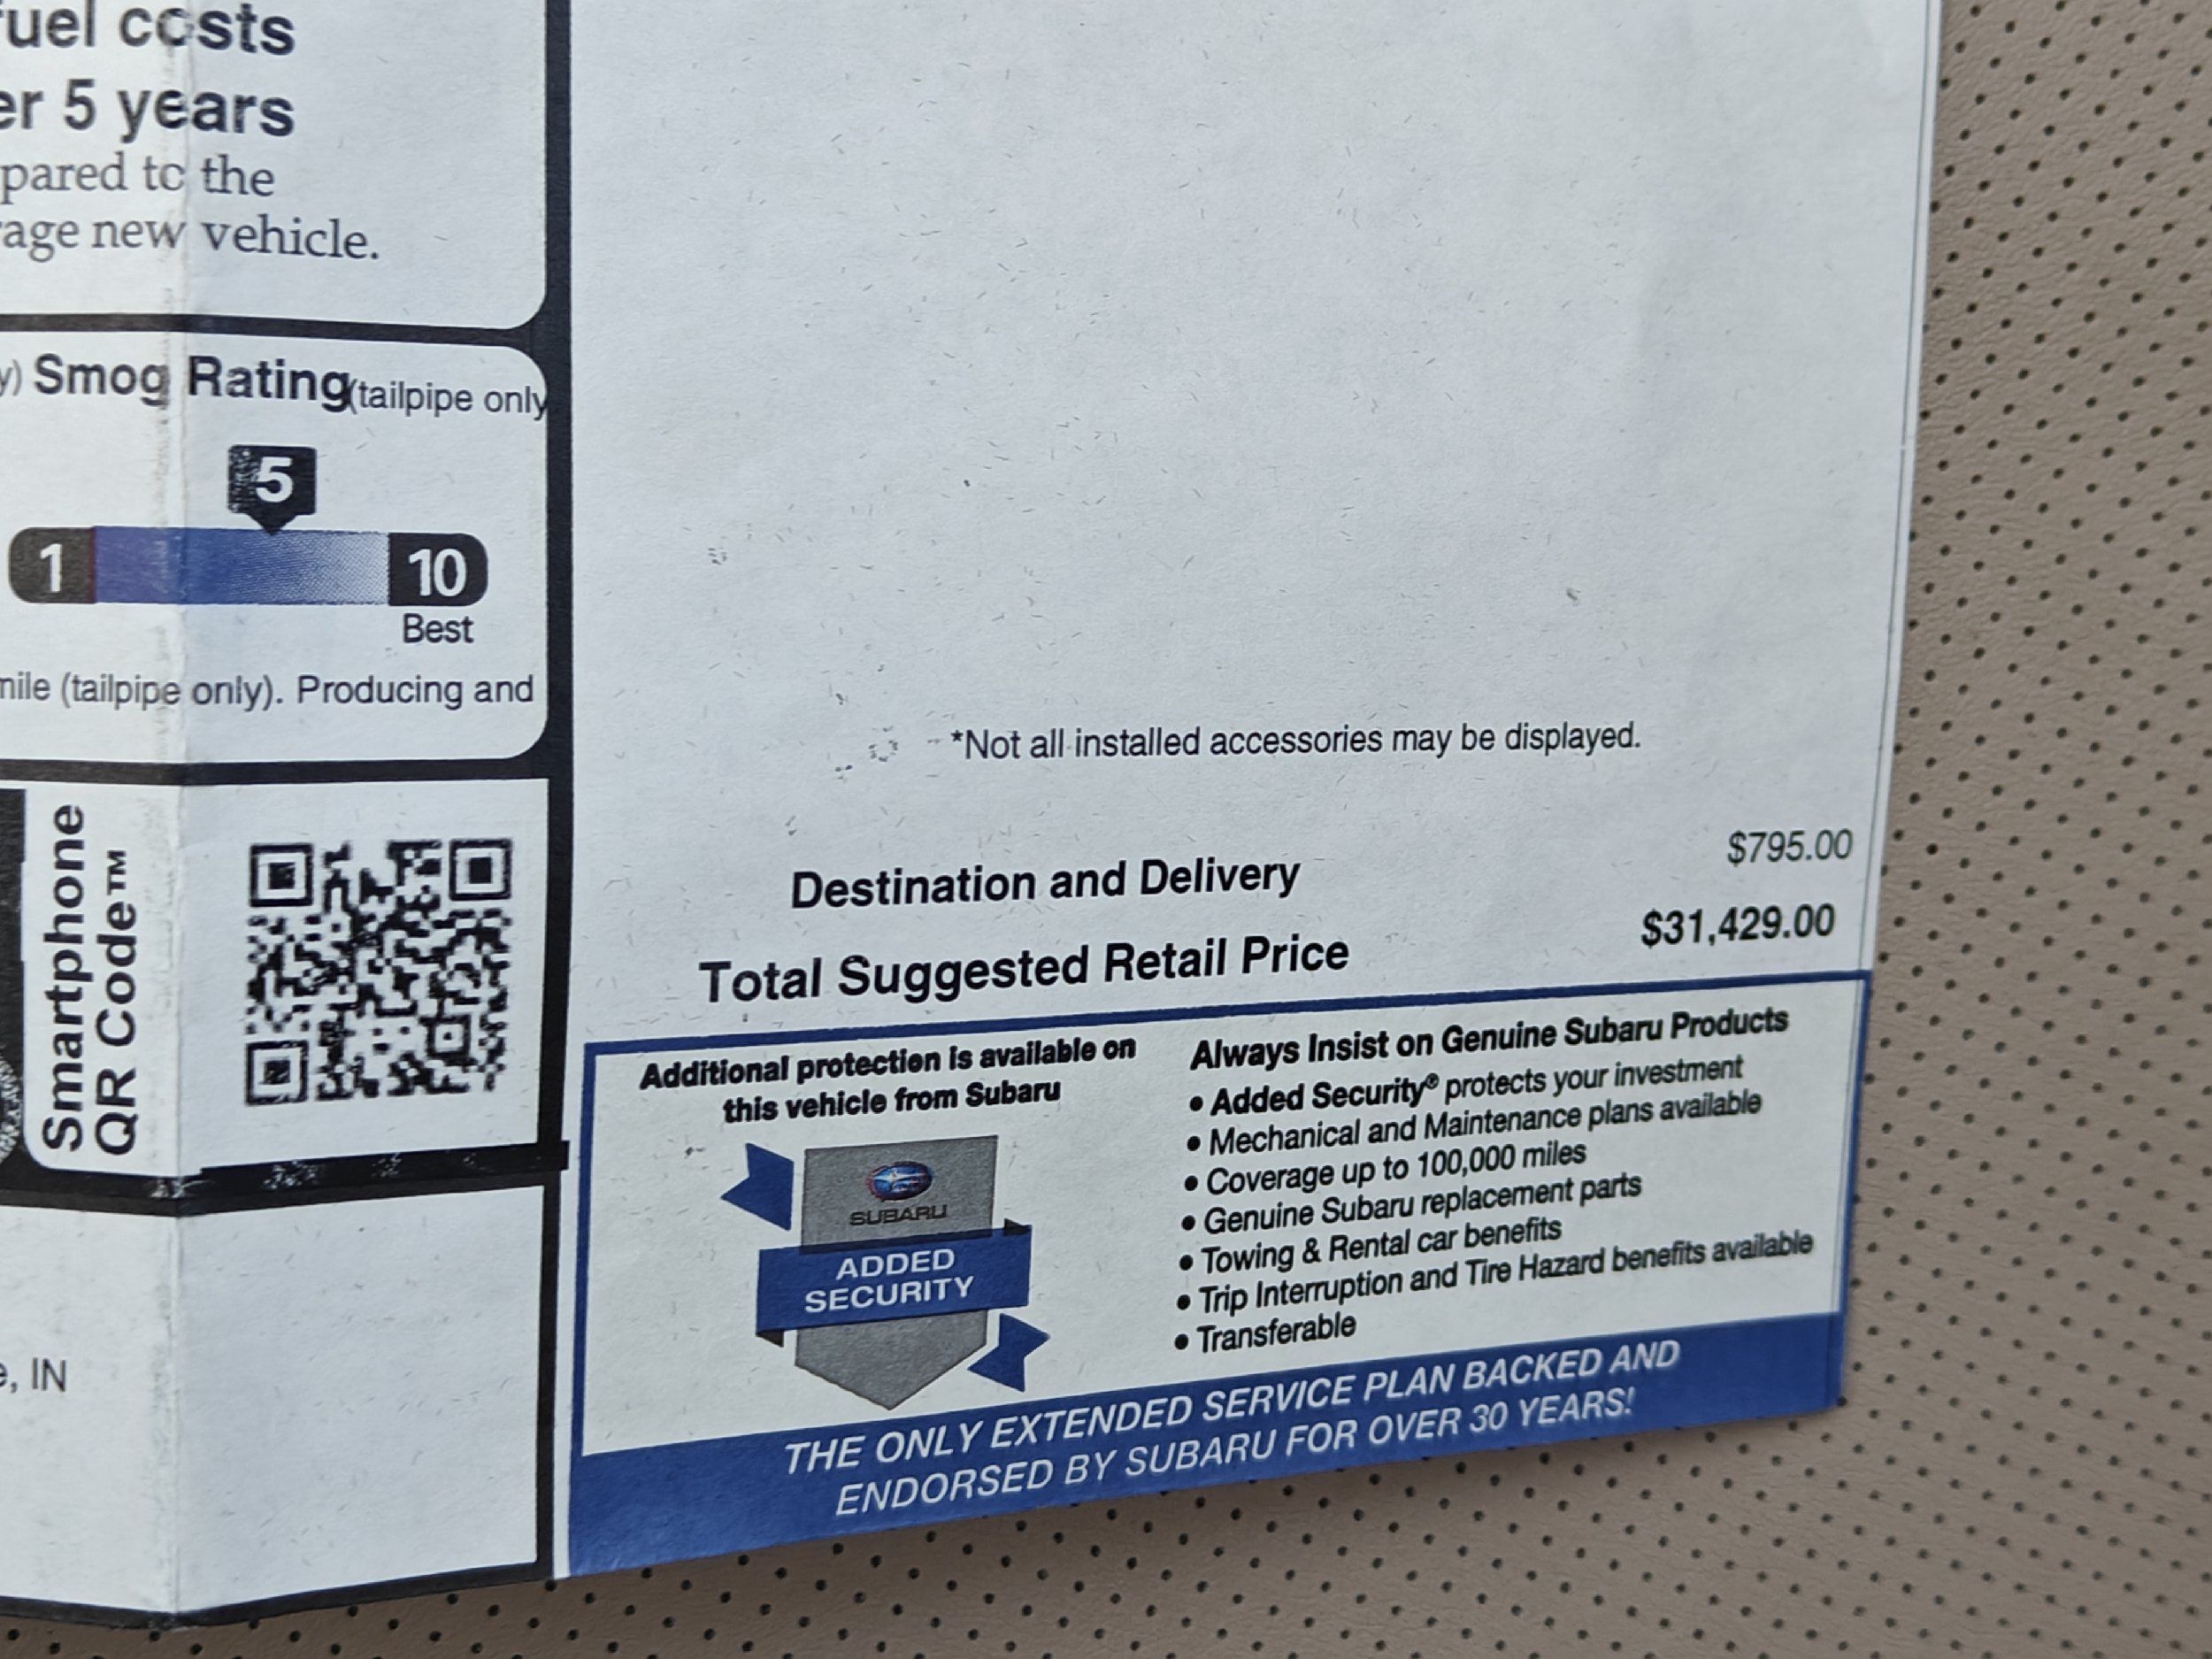 fuel costs
er 5 years
pared to the
rage new vehicle.
y) Smog Rating(tailpipe only
5
1
10
Best
mile (tailpipe only). Producing and
Smartphone
QR Code™
e, IN
*Not all installed accessories may be displayed.
Destination and Delivery $795.00
Total Suggested Retail Price $31,429.00
Additional protection is available on
this vehicle from Subaru
SUBARU
ADDED
SECURITY
Always Insist on Genuine Subaru Products
• Added Security® protects your investment
• Mechanical and Maintenance plans available
• Coverage up to 100,000 miles
• Genuine Subaru replacement parts
• Towing & Rental car benefits
• Trip Interruption and Tire Hazard benefits available
• Transferable
THE ONLY EXTENDED SERVICE PLAN BACKED AND
ENDORSED BY SUBARU FOR OVER 30 YEARS!